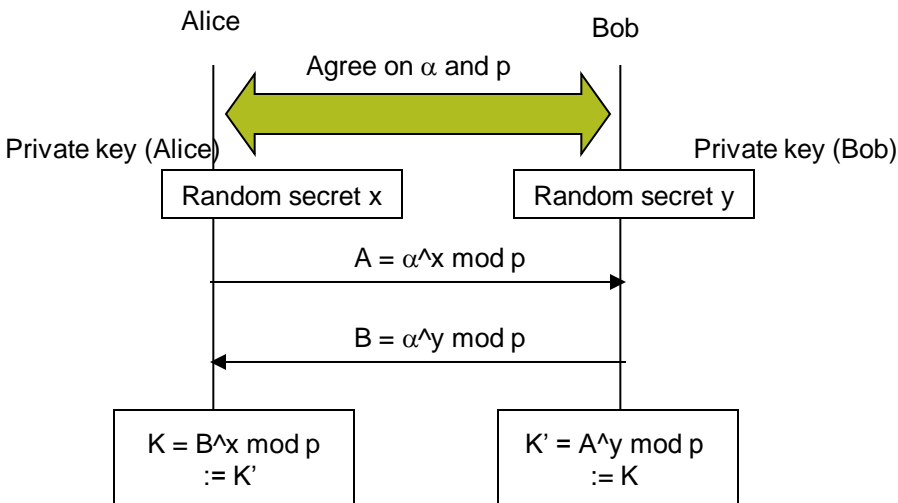 Alice
Bob
Agree on α and p
Private key (Alice)
Private key (Bob)
Random secret x
Random secret y
A = α^x mod p
B = α^y mod p
K = B^x mod p
:= K’
K’ = A^y mod p
:= K